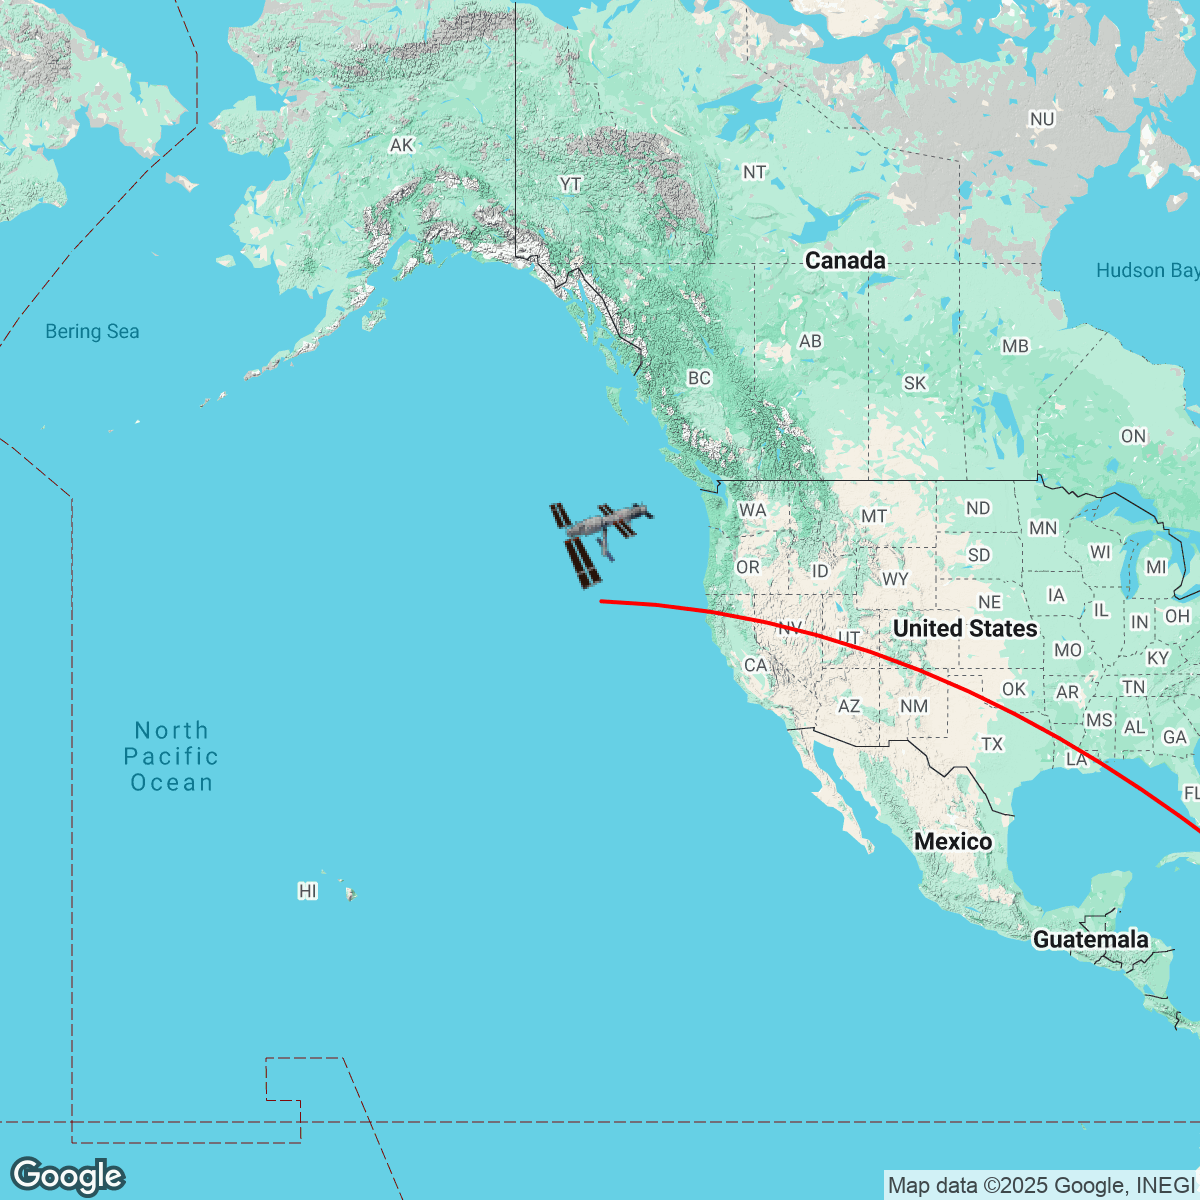 NU
AK
NT
YT
Canada
Hudson Bay
Bering Sea
AB
MB
BC
SK
ON
WA
MT
ND
MN
WI
SD
OR
ID
WY
MI
IA
NE
IL
OH
IN
NV
United States
UT
MO
KY
CA
OK
AR
TN
AZ
NM
MS
AL
GA
North
Pacific
Ocean
TX
LA
FL
Mexico
HI
Guatemala
Google
Map data ©2025 Google, INEGI